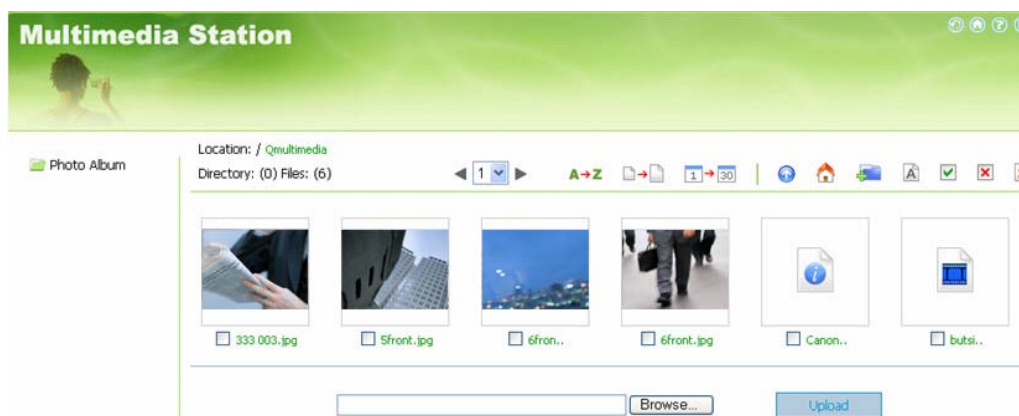 Multimedia Station
Photo Album
Location: / Qmultimedia
Directory: (0) Files: (6)
1
A→Z
1→30
A
333 003.jpg
5front.jpg
6fron..
6front.jpg
Canon..
butsi..
Browse...
Upload